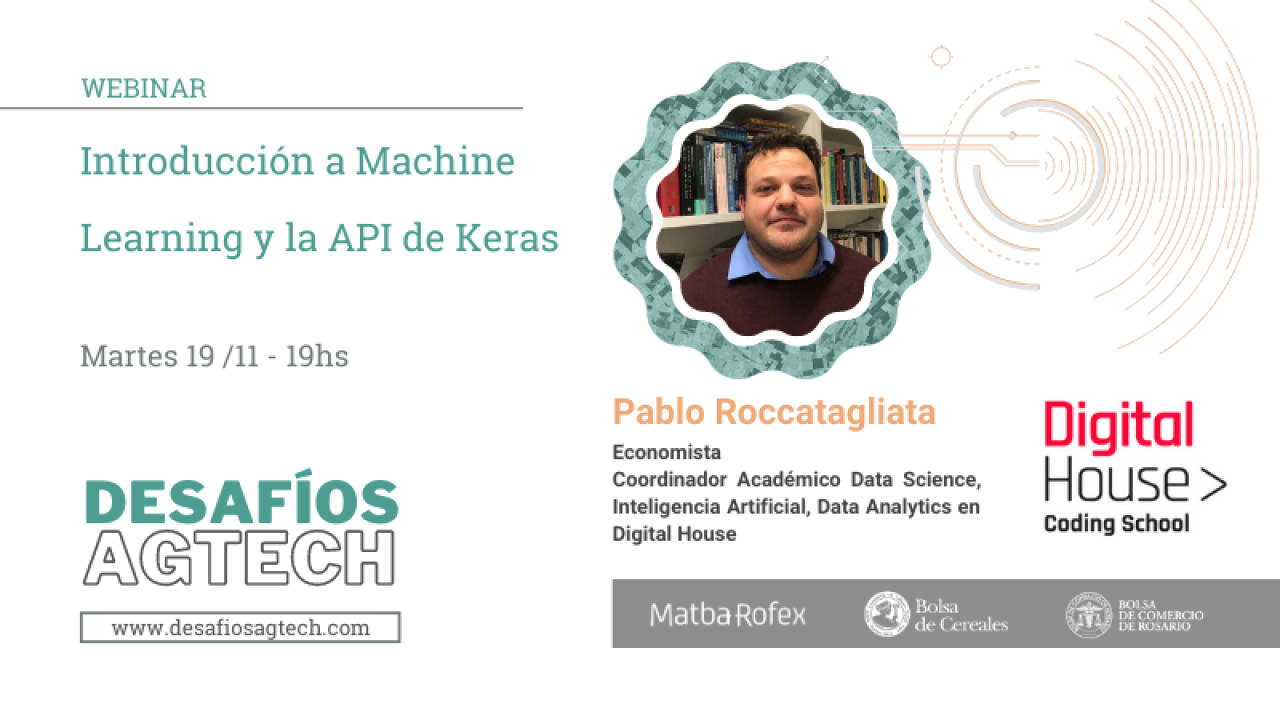 WEBINAR
Introducción a Machine
Learning y la API de Keras
Martes 19 /11 - 19hs
DESAFÍOS
AGTECH
www.desafiosagtech.com
Pablo Roccatagliata
Economista
Coordinador Académico Data Science,
Inteligencia Artificial, Data Analytics en
Digital House
Digital
House >
Coding School
Matba Rofex
Bolsa
de Cereales
BOLSA
DE COMERCIO
DE ROSARIO